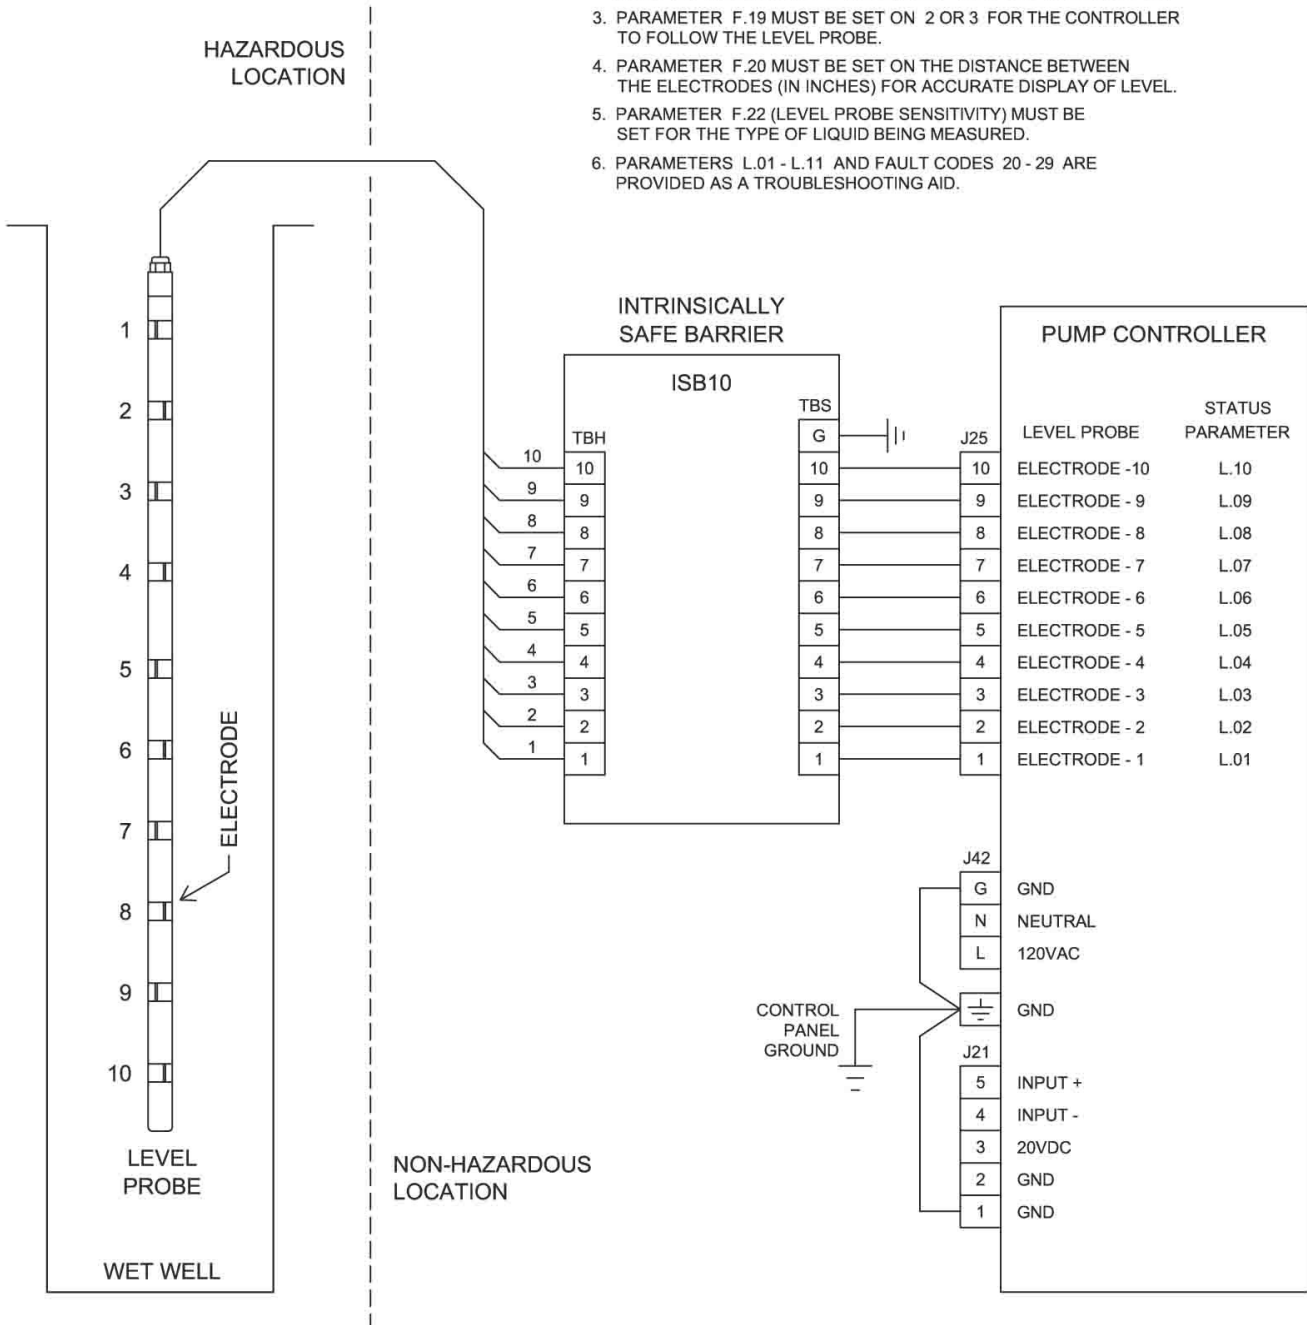 3. PARAMETER F.19 MUST BE SET ON 2 OR 3 FOR THE CONTROLLER
TO FOLLOW THE LEVEL PROBE.
4. PARAMETER F.20 MUST BE SET ON THE DISTANCE BETWEEN
THE ELECTRODES (IN INCHES) FOR ACCURATE DISPLAY OF LEVEL.
5. PARAMETER F.22 (LEVEL PROBE SENSITIVITY) MUST BE
SET FOR THE TYPE OF LIQUID BEING MEASURED.
6. PARAMETERS L.01 - L.11 AND FAULT CODES 20 - 29 ARE
PROVIDED AS A TROUBLESHOOTING AID.
HAZARDOUS
LOCATION
1
2
3
4
5
6
7
8
9
10
ELECTRODE
LEVEL
PROBE
WET WELL
NON-HAZARDOUS
LOCATION
INTRINSICALLY
SAFE BARRIER
ISB10
TBH
TBS
G
10 10 10
9 9 9
8 8 8
7 7 7
6 6 6
5 5 5
4 4 4
3 3 3
2 2 2
1 1 1
PUMP CONTROLLER
STATUS
J25 LEVEL PROBE PARAMETER
10 ELECTRODE -10 L.10
9 ELECTRODE - 9 L.09
8 ELECTRODE - 8 L.08
7 ELECTRODE - 7 L.07
6 ELECTRODE - 6 L.06
5 ELECTRODE - 5 L.05
4 ELECTRODE - 4 L.04
3 ELECTRODE - 3 L.03
2 ELECTRODE - 2 L.02
1 ELECTRODE - 1 L.01
J42
G GND
N NEUTRAL
L 120VAC
GND
CONTROL
PANEL
GROUND
J21
5 INPUT +
4 INPUT -
3 20VDC
2 GND
1 GND